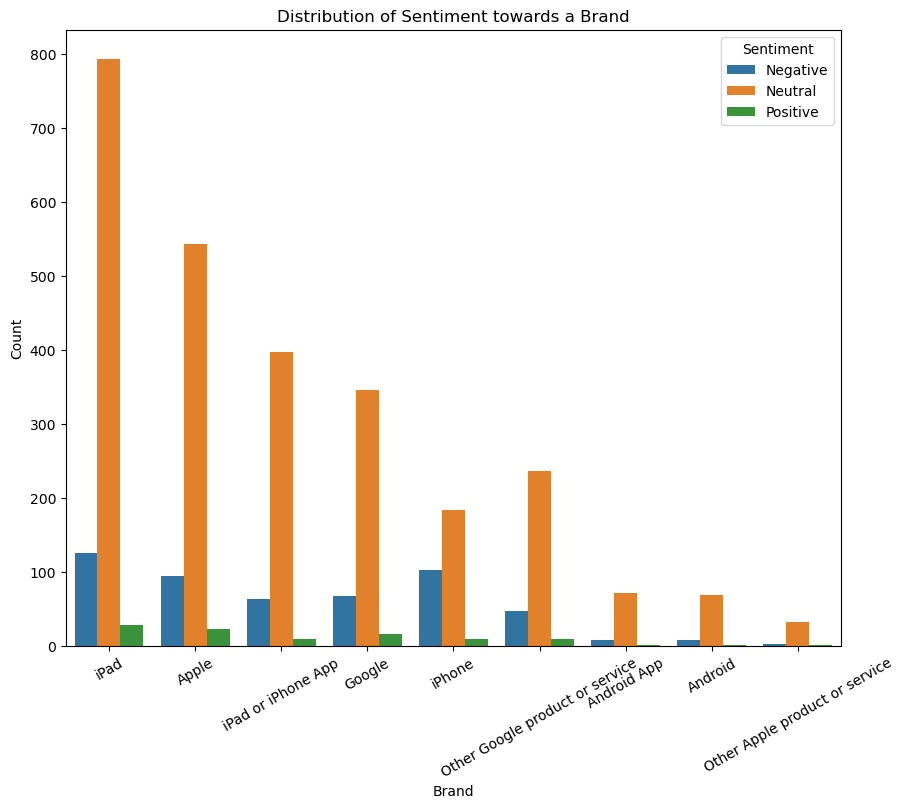 Distribution of Sentiment towards a Brand
Sentiment
Negative
Neutral
Positive
Count
800
700
600
500
400
300
200
100
0
iPad
Apple
iPad or iPhone App
Google
iPhone
Other Google product or service
Android App
Android
Other Apple product or service
Brand